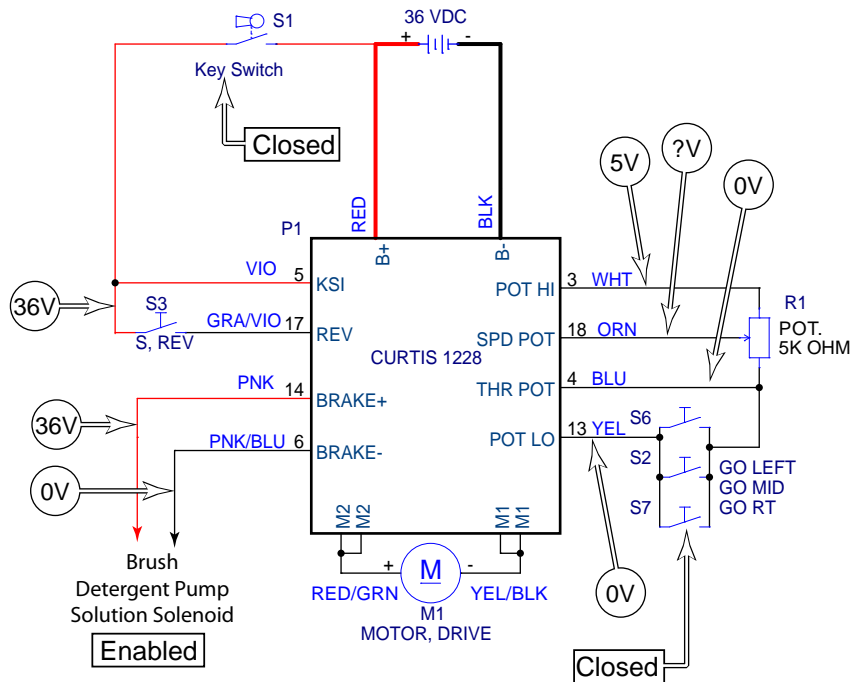 S1
36 VDC
+ -
Key Switch
Closed
5V
?V
0V
RED
BLK
P1
B+
B-
VIO
5
KSI
POT HI
3
WHT
36V
S3
GRA/VIO
17
REV
SPD POT
18
ORN
R1
POT.
5K OHM
S, REV
CURTIS 1228
PNK
14
BRAKE+
THR POT
4
BLU
36V
PNK/BLU
6
BRAKE-
POT LO
13
YEL
S6
S2
S7
GO LEFT
GO MID
GO RT
0V
M2
M2
M1
M1
+ -
M
RED/GRN
YEL/BLK
M1
MOTOR, DRIVE
0V
Brush
Detergent Pump
Solution Solenoid
Enabled
Closed